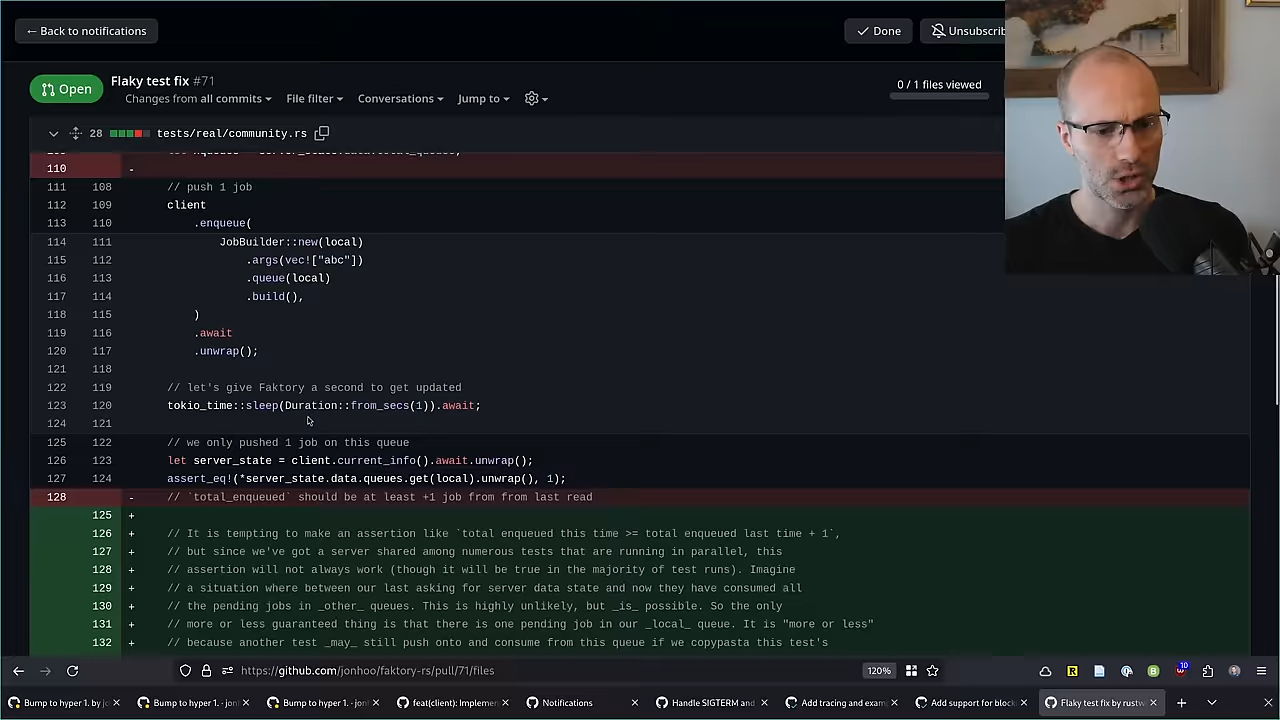 ← Back to notifications
Done
Unsubscrib
Open
Flaky test fix #71
Changes from all commits
File filter
Conversations
Jump to
0 / 1 files viewed
28 tests/real/community.rs
110 -
111 108 // push 1 job
112 109 client
113 110 .enqueue(
114 111 JobBuilder::new(local)
115 112 .args(vec!["abc"])
116 113 .queue(local)
117 114 .build(),
118 115 )
119 116 .await
120 117 .unwrap();
121 118
122 119 // let's give Faktory a second to get updated
123 120 tokio_time::sleep(Duration::from_secs(1)).await;
124 121
125 122 // we only pushed 1 job on this queue
126 123 let server_state = client.current_info().await.unwrap();
127 124 assert_eq!(*server_state.data.queues.get(local).unwrap(), 1);
128 - // `total_enqueued` should be at least +1 job from from last read
125 +
126 + // It is tempting to make an assertion like `total enqueued this time >= total enqueued last time + 1`,
127 + // but since we've got a server shared among numerous tests that are running in parallel, this
128 + // assertion will not always work (though it will be true in the majority of test runs). Imagine
129 + // a situation where between our last asking for server data state and now they have consumed all
130 + // the pending jobs in _other_ queues. This is highly unlikely, but _is_ possible. So the only
131 + // more or less guaranteed thing is that there is one pending job in our _local_ queue. It is "more or less"
132 + // because another test _may_ still push onto and consume from this queue if we copypasta this test's
https://github.com/jonhoo/faktory-rs/pull/71/files
120%
10
Bump to hyper 1. by j
Bump to hyper 1. · jon
Bump to hyper 1. · jon
feat(client): Implemen
Notifications
Handle SIGTERM and
Add tracing and exam
Add support for block
Flaky test fix by rustw